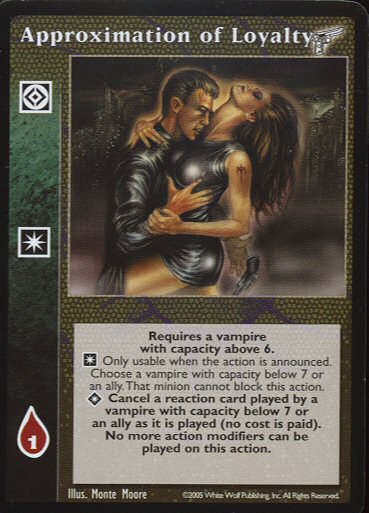 Approximation of Loyalty
Requires a vampire
with capacity above 6.
Only usable when the action is announced.
Choose a vampire with capacity below 7 or
an ally. That minion cannot block this action.
Cancel a reaction card played by a
vampire with capacity below 7 or
an ally as it is played (no cost is paid).
No more action modifiers can be
played on this action.
1
Illus. Monte Moore
©2005 White Wolf Publishing, Inc. All Rights Reserved.